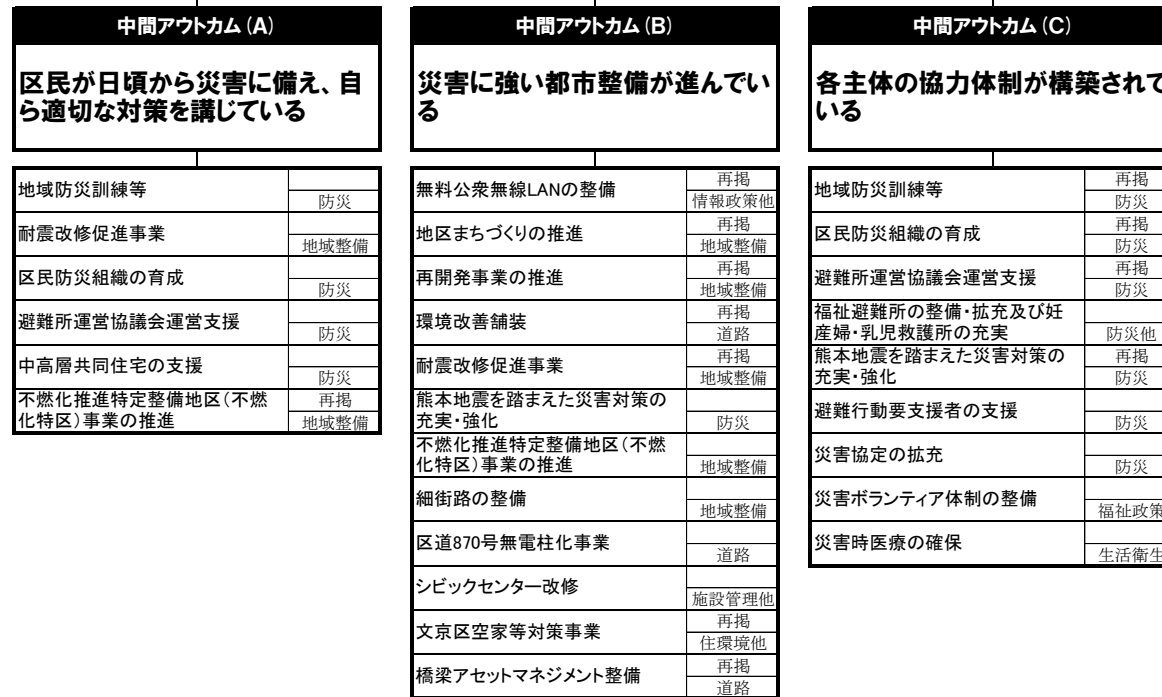 中間アウトカム(A)
区民が日頃から災害に備え、自
ら適切な対策を講じている
地域防災訓練等
防災
耐震改修促進事業
地域整備
区民防災組織の育成
防災
避難所運営協議会運営支援
防災
中高層共同住宅の支援
防災
不燃化推進特定整備地区(不燃
化特区)事業の推進
再掲
地域整備
中間アウトカム(B)
災害に強い都市整備が進んでい
る
無料公衆無線LANの整備
再掲
情報政策他
地区まちづくりの推進
再掲
地域整備
再開発事業の推進
再掲
地域整備
環境改善舗装
再掲
道路
耐震改修促進事業
再掲
地域整備
熊本地震を踏まえた災害対策の
充実・強化
防災
不燃化推進特定整備地区(不燃
化特区)事業の推進
地域整備
細街路の整備
地域整備
区道870号無電柱化事業
道路
シビックセンター改修
施設管理他
文京区空家等対策事業
再掲
住環境他
橋梁アセットマネジメント整備
再掲
道路
中間アウトカム(C)
各主体の協力体制が構築されて
いる
地域防災訓練等
再掲
防災
区民防災組織の育成
再掲
防災
避難所運営協議会運営支援
再掲
防災
福祉避難所の整備・拡充及び妊
産婦・乳児救護所の充実
防災他
熊本地震を踏まえた災害対策の
充実・強化
再掲
防災
避難行動要支援者の支援
防災
災害協定の拡充
防災
災害ボランティア体制の整備
福祉政策
災害時医療の確保
生活衛生